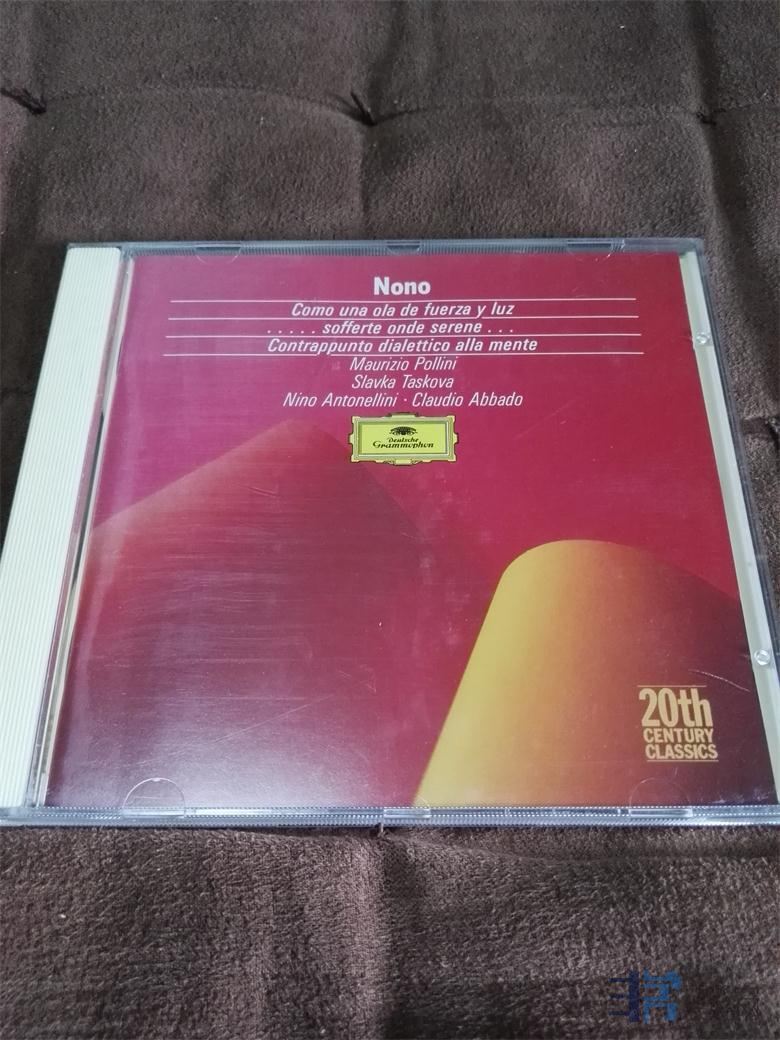 Nono
Como una ola de fuerza y luz
..... sofferte onde serene ...
Contrappunto dialettico alla mente
Maurizio Pollini
Slavka Taskova
Nino Antonellini · Claudio Abbado
Deutsche
Grammophon
20th
CENTURY
CLASSICS